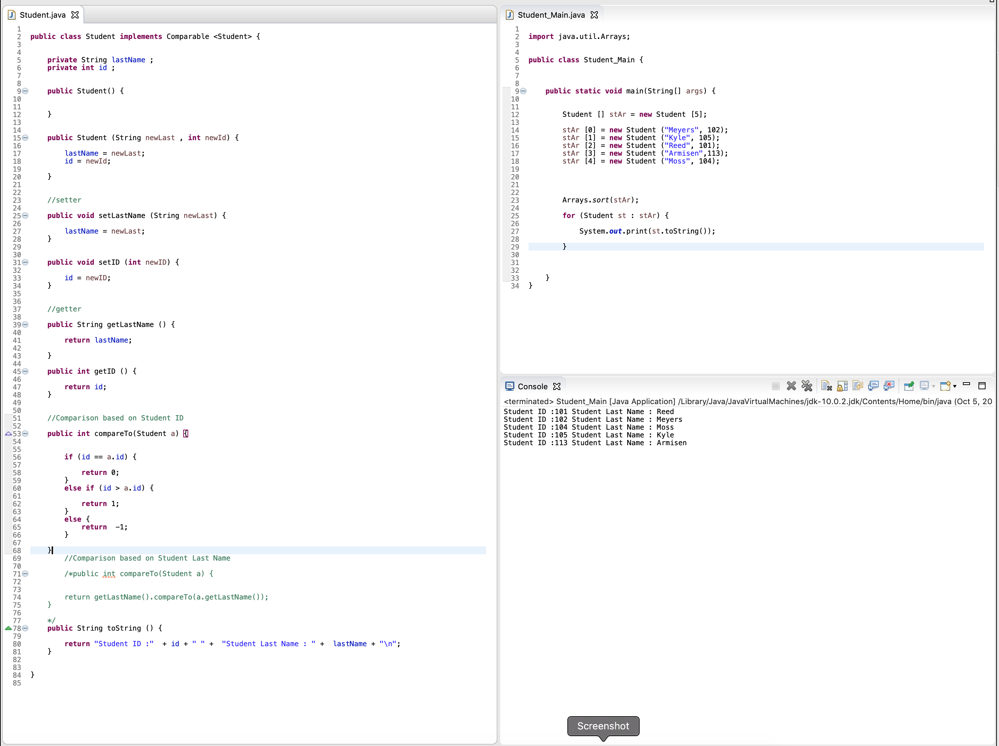 Student.java
1
2 public class Student implements Comparable <Student> {
3
4
5 private String lastName ;
6 private int id ;
7
8
9 public Student() {
10
11
12 }
13
14
15 public Student (String newLast , int newId) {
16
17 lastName = newLast;
18 id = newId;
19
20 }
21
22
23 //setter
24
25 public void setLastName (String newLast) {
26
27 lastName = newLast;
28 }
29
30
31 public void setID (int newID) {
32
33 id = newID;
34 }
35
36
37 //getter
38
39 public String getLastName () {
40
41 return lastName;
42
43 }
44
45 public int getID () {
46
47 return id;
48 }
49
50
51 //Comparison based on Student ID
52
53 public int compareTo(Student a) {
54
55
56 if (id == a.id) {
57
58 return 0;
59 }
60 else if (id > a.id) {
61
62 return 1;
63 }
64 else {
65 return  -1;
66 }
67
68 }
69 //Comparison based on Student Last Name
70
71 /*public int compareTo(Student a) {
72
73
74 return getLastName().compareTo(a.getLastName());
75 }
76
77 */
78 public String toString () {
79
80 return "Student ID :"  + id + " " +  "Student Last Name : " +  lastName + "\n";
81 }
82
83
84 }
85
Student_Main.java
1
2 import java.util.Arrays;
3
4
5 public class Student_Main {
6
7
8
9 public static void main(String[] args) {
10
11
12 Student [] stAr = new Student [5];
13
14 stAr [0] = new Student ("Meyers", 102);
15 stAr [1] = new Student ("Kyle", 105);
16 stAr [2] = new Student ("Reed", 101);
17 stAr [3] = new Student ("Armisen",113);
18 stAr [4] = new Student ("Moss", 104);
19
20
21
22
23 Arrays.sort(stAr);
24
25 for (Student st : stAr) {
26
27 System.out.print(st.toString());
28
29 }
30
31
32
33 }
34 }
Console
<terminated> Student_Main [Java Application] /Library/Java/JavaVirtualMachines/jdk-10.0.2.jdk/Contents/Home/bin/java (Oct 5, 20
Student ID :101 Student Last Name : Reed
Student ID :102 Student Last Name : Meyers
Student ID :104 Student Last Name : Moss
Student ID :105 Student Last Name : Kyle
Student ID :113 Student Last Name : Armisen
Screenshot